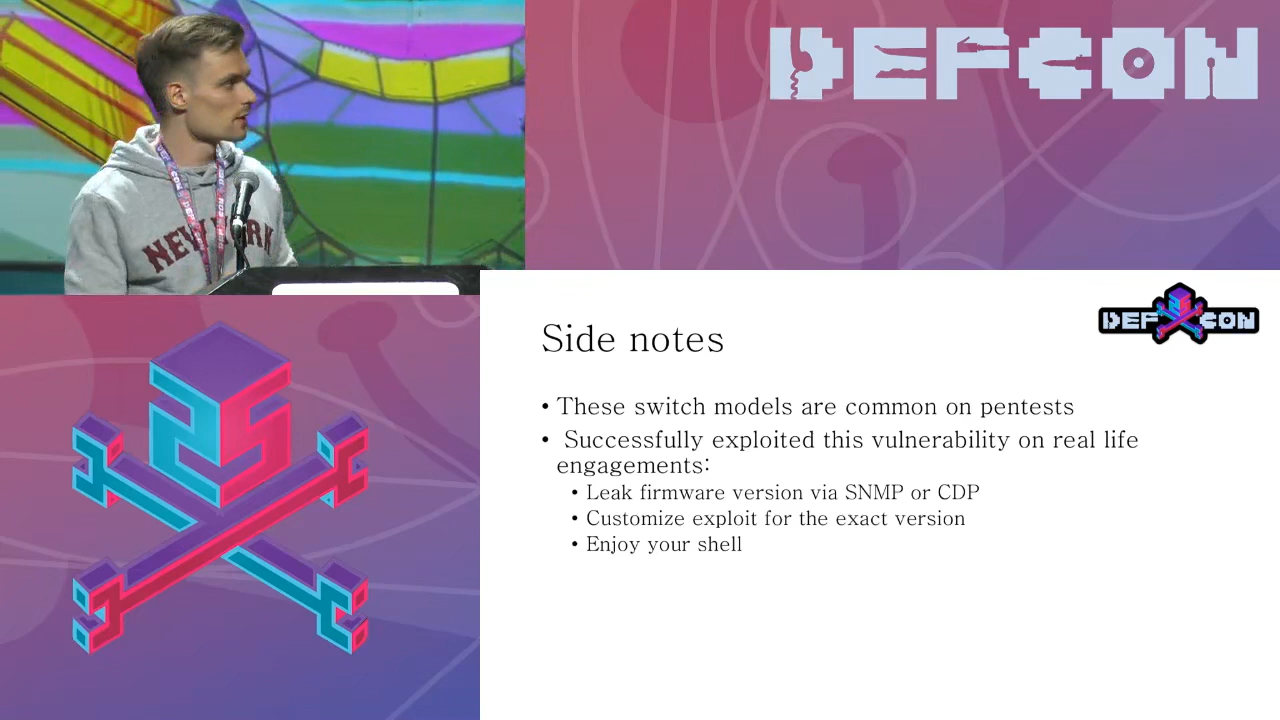 DEFCON
NEW YORK
DEF CON
Side notes
• These switch models are common on pentests
• Successfully exploited this vulnerability on real life
engagements:
• Leak firmware version via SNMP or CDP
• Customize exploit for the exact version
• Enjoy your shell